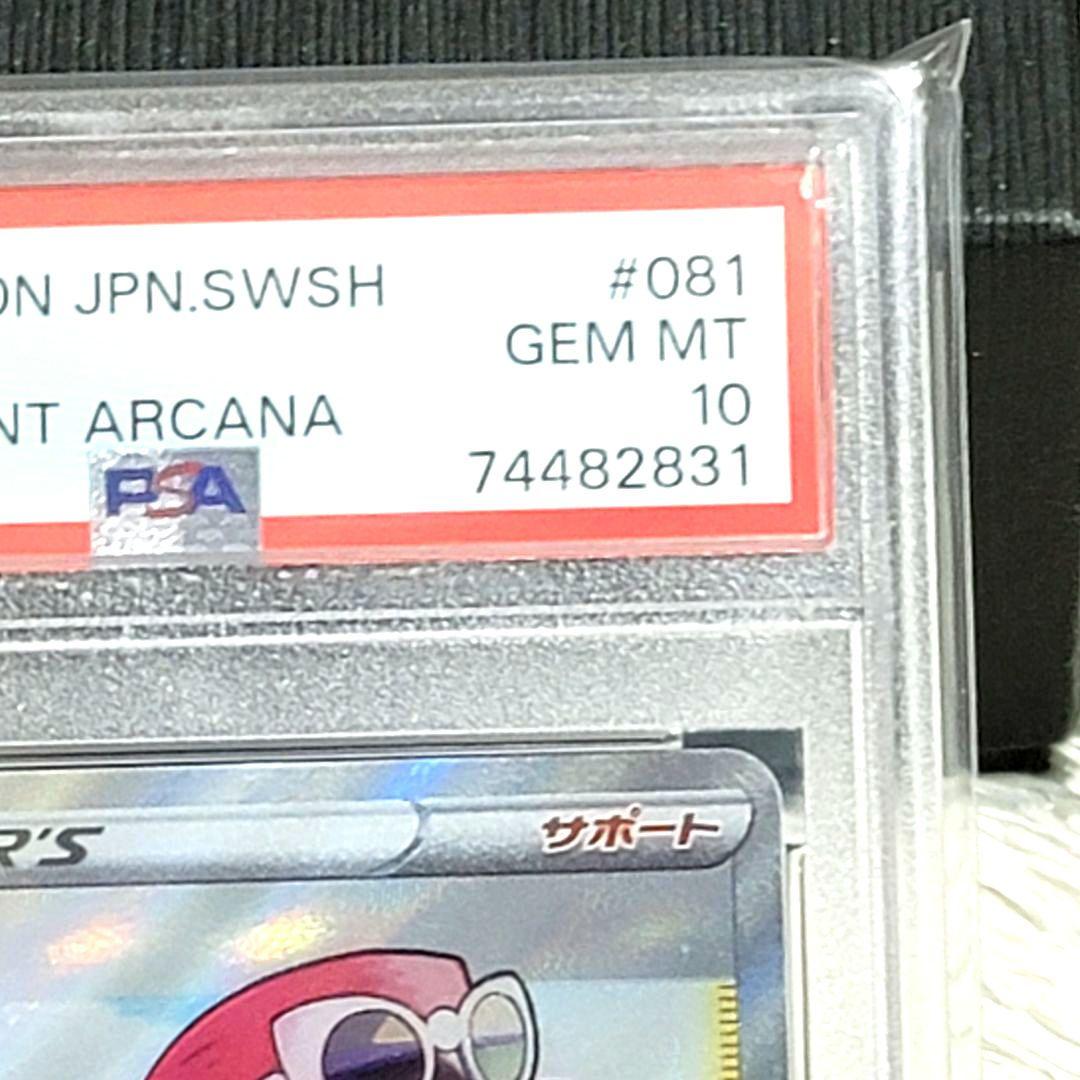 ON JPN.SWSH #081
GEM MT
NT ARCANA 10
PSA 74482831
R'S サポート